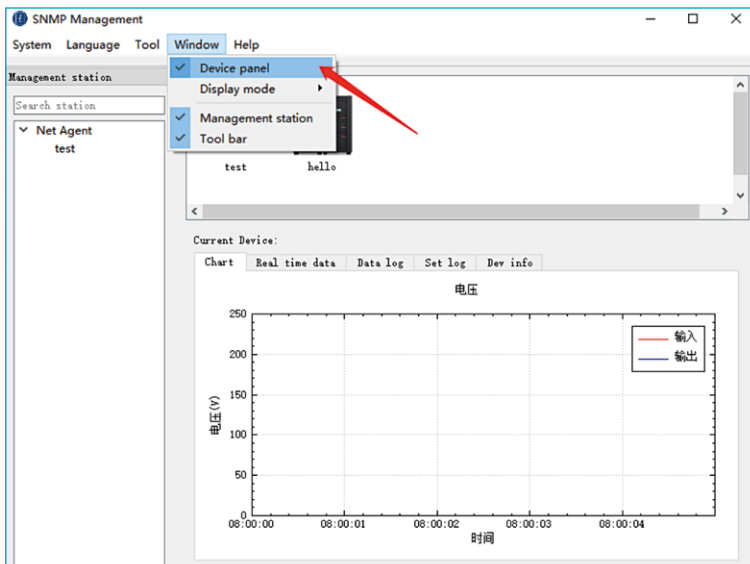 SNMP Management
System Language Tool Window Help
Device panel
Display mode
Management station
Tool bar
Management station
Search station
Net Agent
test
test hello
Current Device:
Chart Real time data Data log Set log Dev info
电压
250
200
150
100
50
0
电压(V)
输入
输出
08:00:00 08:00:01 08:00:02 08:00:03 08:00:04
时间